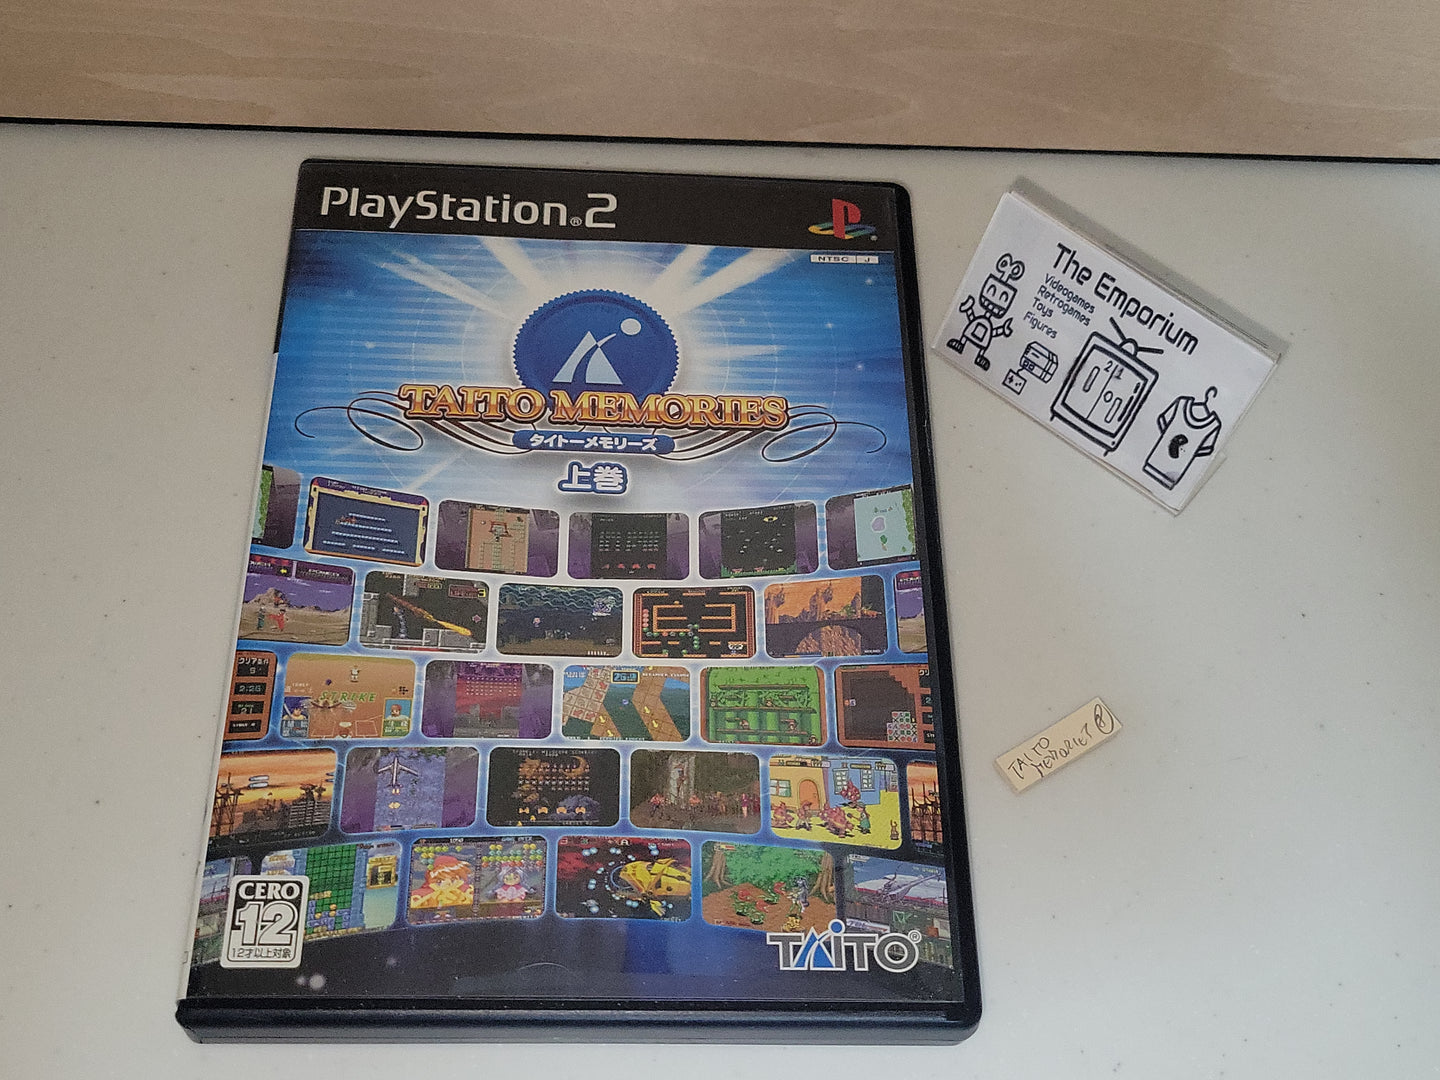 PlayStation®2
NTSC J
TAITO MEMORIES
タイトーメモリーズ
上巻
STRIKE
CERO
12
12才以上対象
TAITO®
The Emporium
Videogames
Retrogames
Toys
Figures
TAITO
MEMORIES